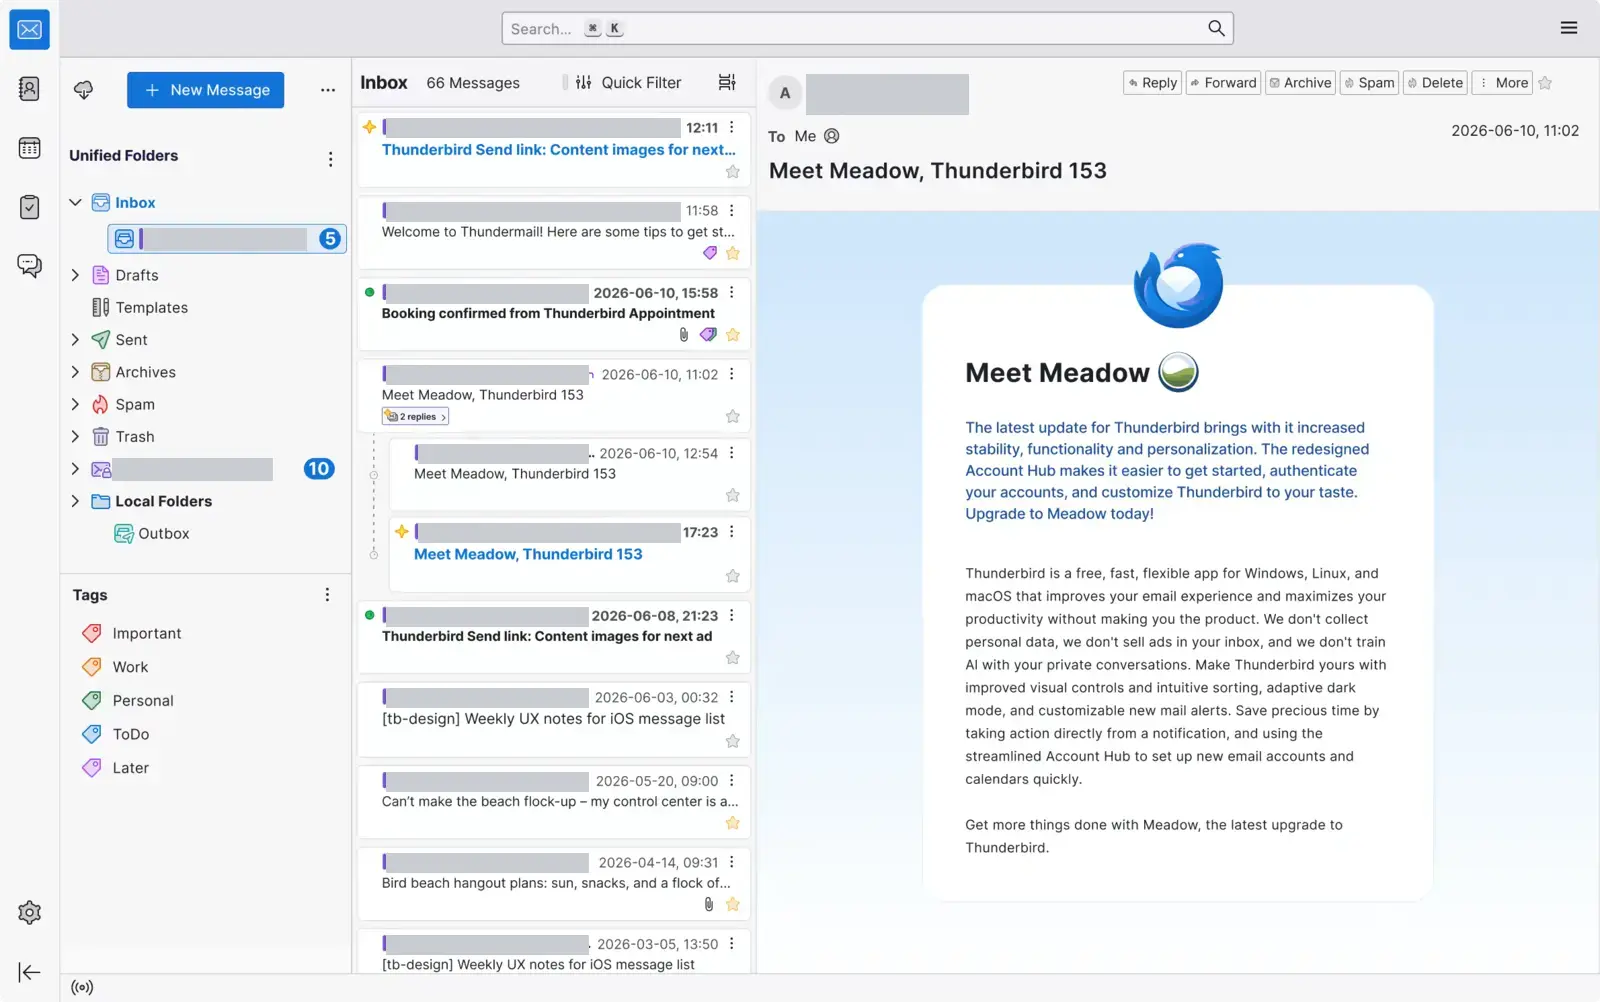 Search... ⌘ K
New Message
Unified Folders
Inbox
5
Drafts
Templates
Sent
Archives
Spam
Trash
10
Local Folders
Outbox
Tags
Important
Work
Personal
ToDo
Later
Inbox 66 Messages Quick Filter
12:11
Thunderbird Send link: Content images for next...
11:58
Welcome to Thundermail! Here are some tips to get st...
2026-06-10, 15:58
Booking confirmed from Thunderbird Appointment
2026-06-10, 11:02
Meet Meadow, Thunderbird 153
2 replies
2026-06-10, 12:54
Meet Meadow, Thunderbird 153
17:23
Meet Meadow, Thunderbird 153
2026-06-08, 21:23
Thunderbird Send link: Content images for next ad
2026-06-03, 00:32
[tb-design] Weekly UX notes for iOS message list
2026-05-20, 09:00
Can't make the beach flock-up – my control center is a...
2026-04-14, 09:31
Bird beach hangout plans: sun, snacks, and a flock of...
2026-03-05, 13:50
[tb-design] Weekly UX notes for iOS message list
A
Reply Forward Archive Spam Delete More
To Me
2026-06-10, 11:02
Meet Meadow, Thunderbird 153
Meet Meadow
The latest update for Thunderbird brings with it increased
stability, functionality and personalization. The redesigned
Account Hub makes it easier to get started, authenticate
your accounts, and customize Thunderbird to your taste.
Upgrade to Meadow today!
Thunderbird is a free, fast, flexible app for Windows, Linux, and
macOS that improves your email experience and maximizes your
productivity without making you the product. We don't collect
personal data, we don't sell ads in your inbox, and we don't train
AI with your private conversations. Make Thunderbird yours with
improved visual controls and intuitive sorting, adaptive dark
mode, and customizable new mail alerts. Save precious time by
taking action directly from a notification, and using the
streamlined Account Hub to set up new email accounts and
calendars quickly.
Get more things done with Meadow, the latest upgrade to
Thunderbird.